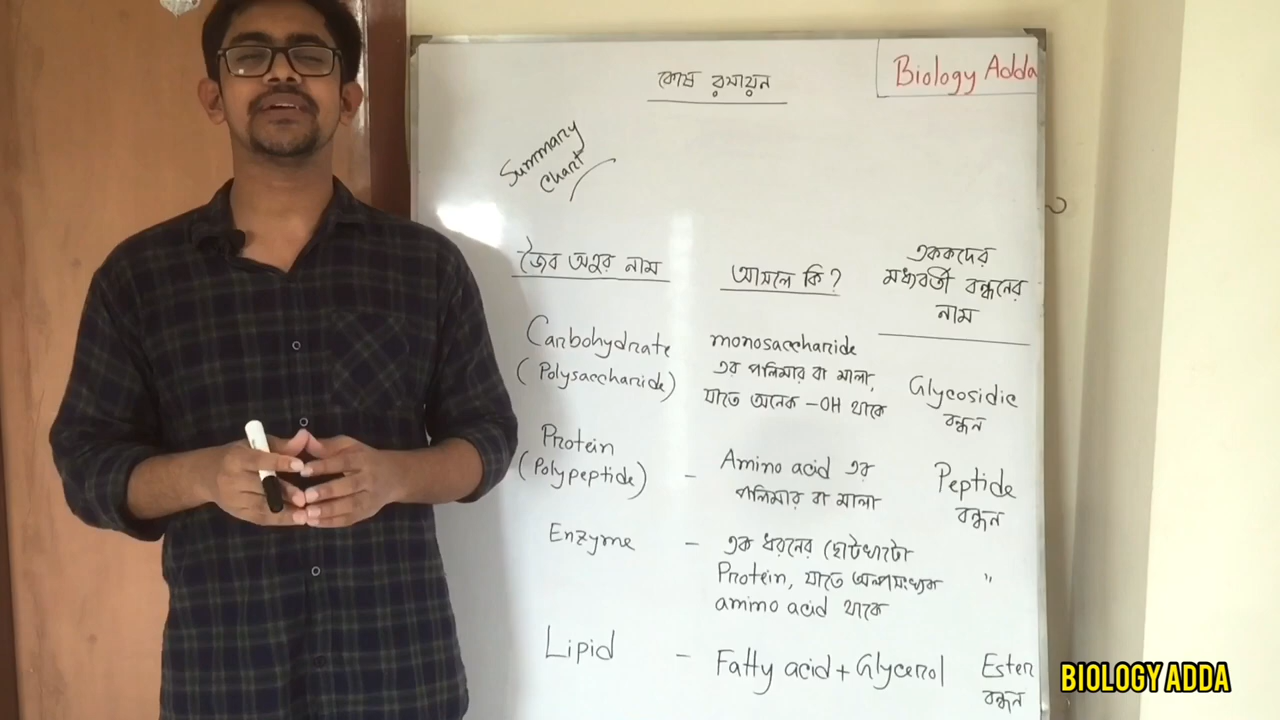 কোষ রসায়ন
Biology Adda
Summary
chart
জৈব অণুর নাম
আসলে কি?
এককদের
মধ্যবর্তী বন্ধনের
নাম
Carbohydrate
(Polysaccharide)
monosaccharide
এর পলিমার বা মালা,
যাতে অনেক -OH থাকে
Glycosidic
বন্ধন
Protein
(Polypeptide)
- Amino acid এর
পলিমার বা মালা
Peptide
বন্ধন
Enzyme
- এক ধরনের ছোটখাটো
Protein, যাতে অল্পসংখ্যক
amino acid থাকে
"
Lipid
- Fatty acid + Glycerol
Ester
বন্ধন
BIOLOGY ADDA